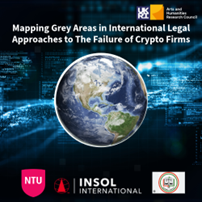 UKRI
Arts and
Humanities
Research Council
Mapping Grey Areas in International Legal
Approaches to The Failure of Crypto Firms
NTU
INSOL
INTERNATIONAL